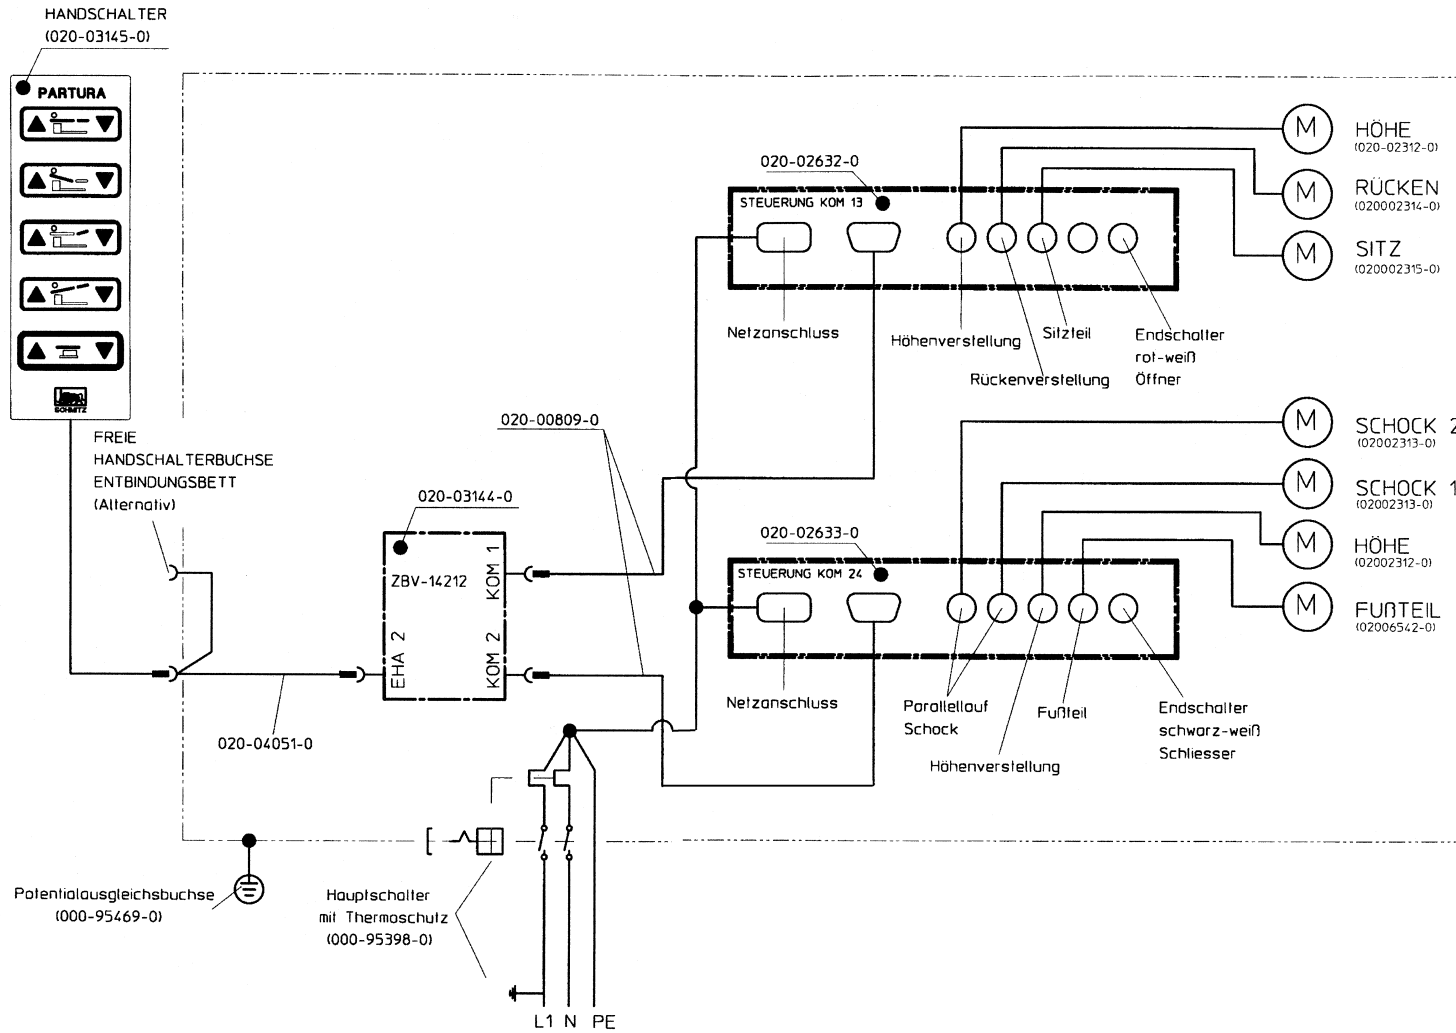 HANDSCHALTER
(020-03145-0)
PARTURA
SCHMITZ
FREIE
HANDSCHALTERBUCHSE
ENTBINDUNGSBETT
(Alternativ)
020-04051-0
020-03144-0
ZBV-14212
KOM 1
KOM 2
EHA 2
020-00809-0
020-02632-0
STEUERUNG KOM 13
Netzanschluss
Höhenverstellung
Rückenverstellung
Sitzteil
Endschalter
rot-weiß
Öffner
M
HÖHE
(020-02312-0)
M
RÜCKEN
(020002314-0)
M
SITZ
(020002315-0)
020-02633-0
STEUERUNG KOM 24
Netzanschluss
Parallellauf
Schock
Höhenverstellung
Fußteil
Endschalter
schwarz-weiß
Schliesser
M
SCHOCK 2
(02002313-0)
M
SCHOCK 1
(02002313-0)
M
HÖHE
(02002312-0)
M
FUßTEIL
(02006542-0)
Potentialausgleichsbuchse
(000-95469-0)
Hauptschalter
mit Thermoschutz
(000-95398-0)
L1 N PE